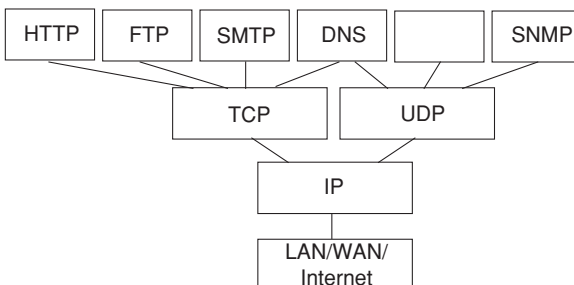 HTTP
FTP
SMTP
DNS
SNMP
TCP
UDP
IP
LAN/WAN/
Internet